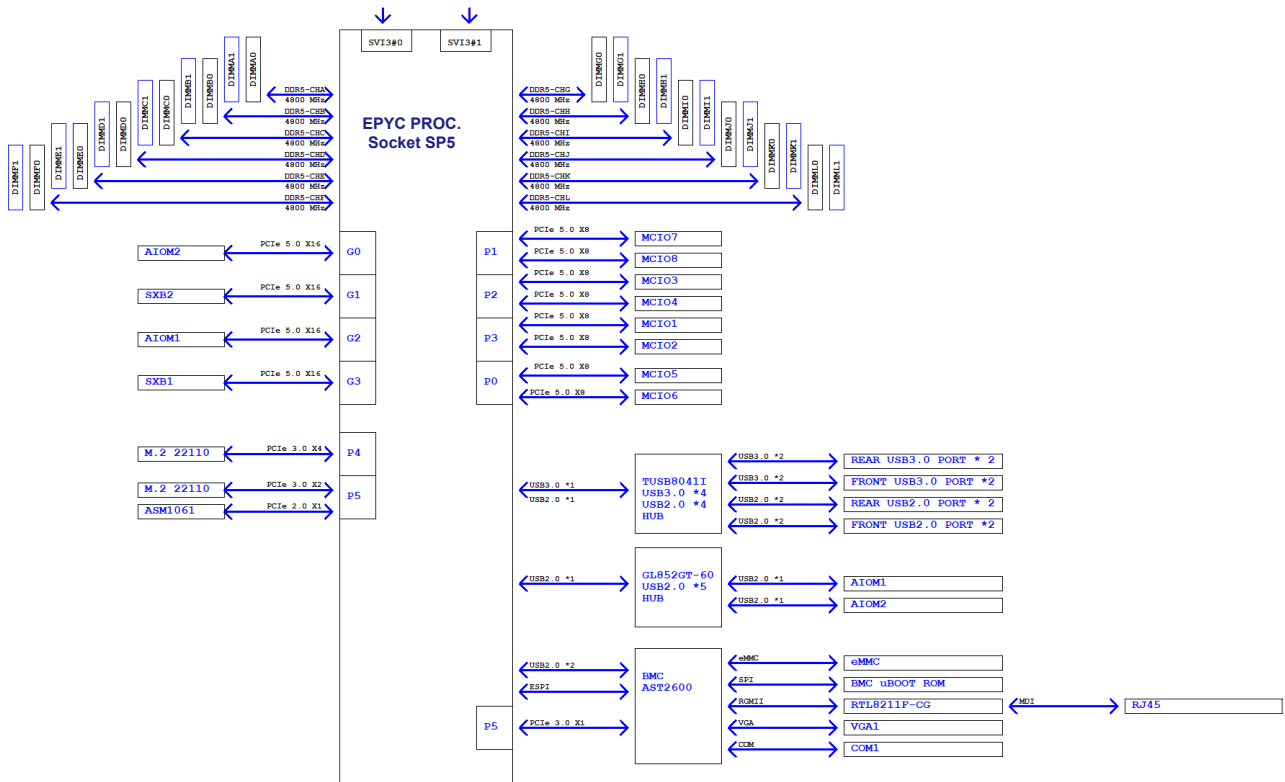 SVI3#0
SVI3#1
EPYC PROC.
Socket SP5
DIMMA1
DIMMA0
DIMMB1
DIMMB0
DIMMC1
DIMMC0
DIMMD1
DIMMD0
DIMME1
DIMME0
DIMMF1
DIMMF0
DDR5-CHA
4800 MHz
DDR5-CHB
4800 MHz
DDR5-CHC
4800 MHz
DDR5-CHD
4800 MHz
DDR5-CHE
4800 MHz
DDR5-CHF
4800 MHz
DIMMG0
DIMMG1
DIMMH0
DIMMH1
DIMMI0
DIMMI1
DIMMJ0
DIMMJ1
DIMMK0
DIMMK1
DIMML0
DIMML1
DDR5-CHG
4800 MHz
DDR5-CHH
4800 MHz
DDR5-CHI
4800 MHz
DDR5-CHJ
4800 MHz
DDR5-CHK
4800 MHz
DDR5-CHL
4800 MHz
AIOM2
PCIe 5.0 X16
G0
SXB2
PCIe 5.0 X16
G1
AIOM1
PCIe 5.0 X16
G2
SXB1
PCIe 5.0 X16
G3
M.2 22110
PCIe 3.0 X4
P4
M.2 22110
PCIe 3.0 X2
P5
ASM1061
PCIe 2.0 X1
P1
PCIe 5.0 X8
MCIO7
PCIe 5.0 X8
MCIO8
P2
PCIe 5.0 X8
MCIO3
PCIe 5.0 X8
MCIO4
P3
PCIe 5.0 X8
MCIO1
PCIe 5.0 X8
MCIO2
P0
PCIe 5.0 X8
MCIO5
PCIe 5.0 X8
MCIO6
USB3.0 *1
USB2.0 *1
TUSB8041I
USB3.0 *4
USB2.0 *4
HUB
USB3.0 *2
REAR USB3.0 PORT * 2
USB3.0 *2
FRONT USB3.0 PORT *2
USB2.0 *2
REAR USB2.0 PORT * 2
USB2.0 *2
FRONT USB2.0 PORT *2
USB2.0 *1
GL852GT-60
USB2.0 *5
HUB
USB2.0 *1
AIOM1
USB2.0 *1
AIOM2
USB2.0 *2
ESPI
P5
PCIe 3.0 X1
BMC
AST2600
eMMC
eMMC
SPI
BMC uBOOT ROM
RGMII
RTL8211F-CG
MDI
RJ45
VGA
VGA1
COM
COM1